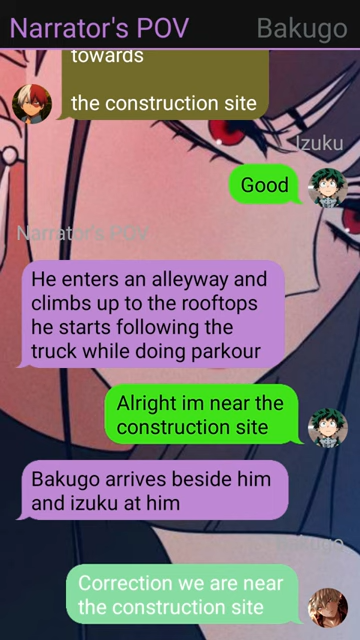 Narrator's POV Bakugo
towards
the construction site
Izuku
Good
Narrator's POV
He enters an alleyway and
climbs up to the rooftops
he starts following the
truck while doing parkour
Alright im near the
construction site
Bakugo arrives beside him
and izuku at him
Bakugo
Correction we are near
the construction site